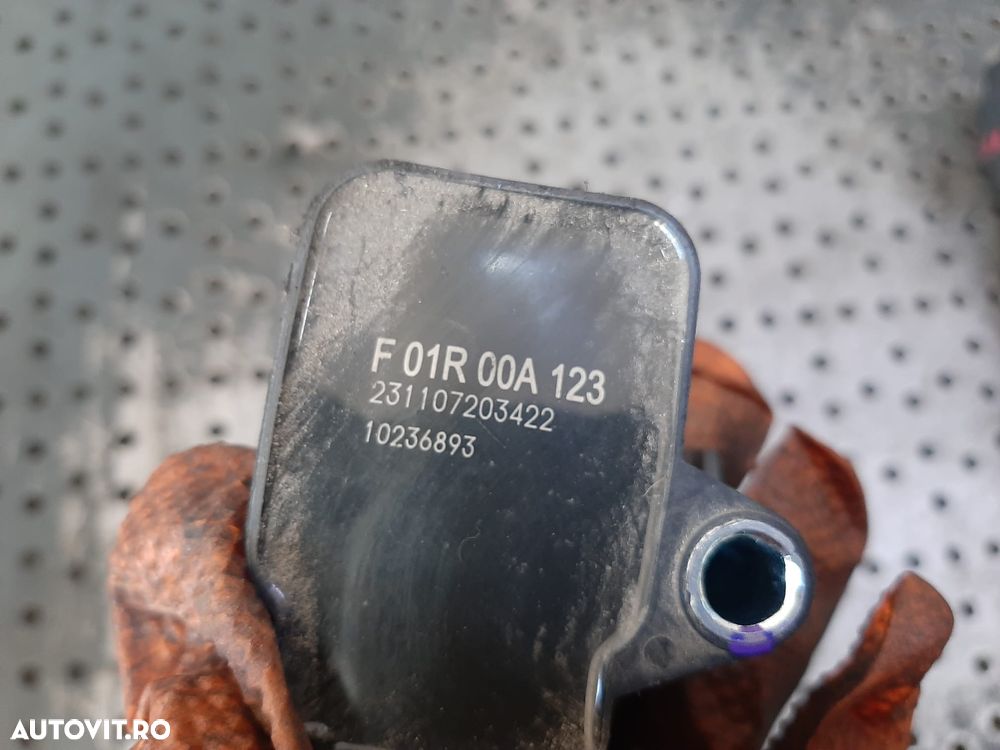 F 01R 00A 123
231107203422
10236893
AUTOVIT.RO